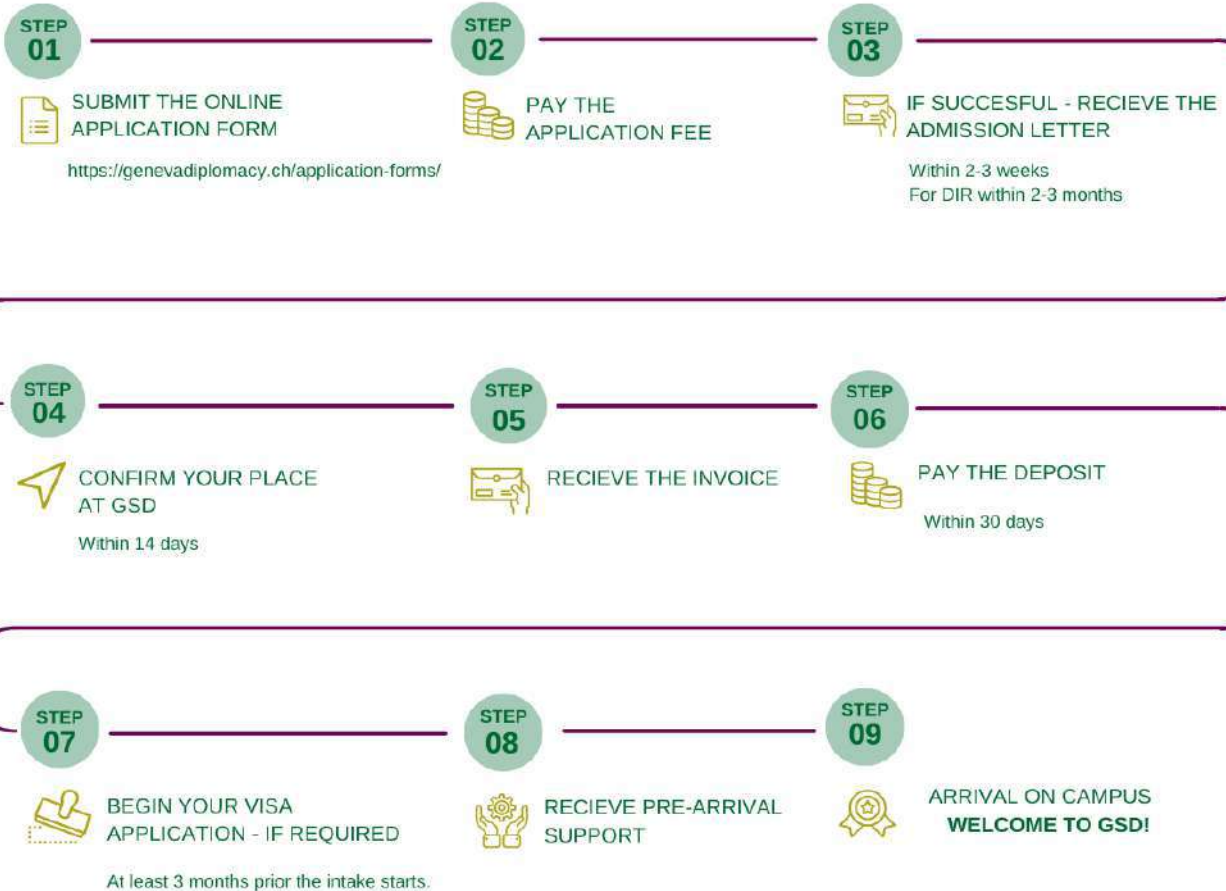 STEP
01
SUBMIT THE ONLINE
APPLICATION FORM
https://genevadiplomacy.ch/application-forms/
STEP
02
PAY THE
APPLICATION FEE
STEP
03
IF SUCCESFUL - RECIEVE THE
ADMISSION LETTER
Within 2-3 weeks
For DIR within 2-3 months
STEP
04
CONFIRM YOUR PLACE
AT GSD
Within 14 days
STEP
05
RECIEVE THE INVOICE
STEP
06
PAY THE DEPOSIT
Within 30 days
STEP
07
BEGIN YOUR VISA
APPLICATION - IF REQUIRED
At least 3 months prior the intake starts.
STEP
08
RECIEVE PRE-ARRIVAL
SUPPORT
STEP
09
ARRIVAL ON CAMPUS
WELCOME TO GSD!